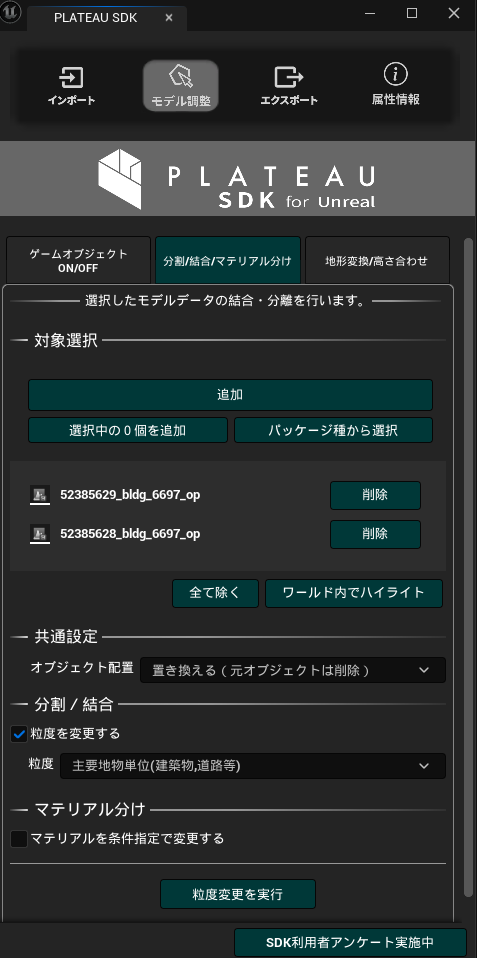 PLATEAU SDK
インポート
モデル調整
エクスポート
属性情報
PLATEAU
SDK for Unreal
ゲームオブジェクト
ON/OFF
分割/結合/マテリアル分け
地形変換/高さ合わせ
選択したモデルデータの結合・分離を行います。
対象選択
追加
選択中の 0 個を追加
パッケージ種から選択
52385629_bldg_6697_op
削除
52385628_bldg_6697_op
削除
全て除く
ワールド内でハイライト
共通設定
オブジェクト配置
置き換える ( 元オブジェクトは削除 )
分割 / 結合
粒度を変更する
粒度
主要地物単位(建築物,道路等)
マテリアル分け
マテリアルを条件指定で変更する
粒度変更を実行
SDK利用者アンケート実施中